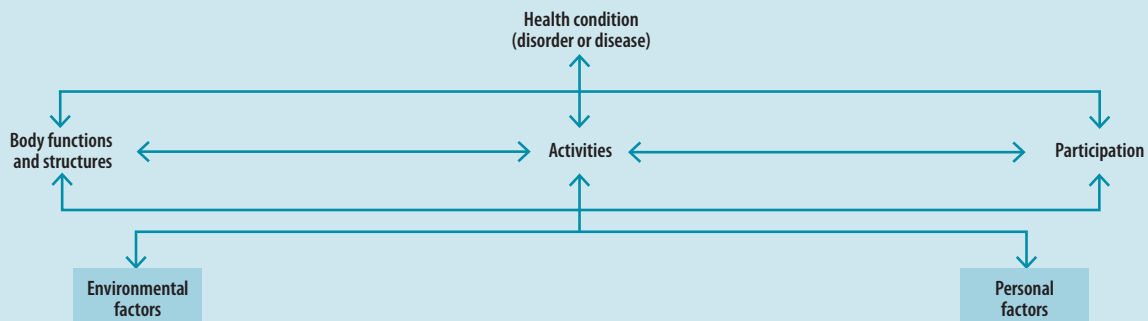 Health condition
(disorder or disease)
Body functions
and structures
Activities
Participation
Environmental
factors
Personal
factors